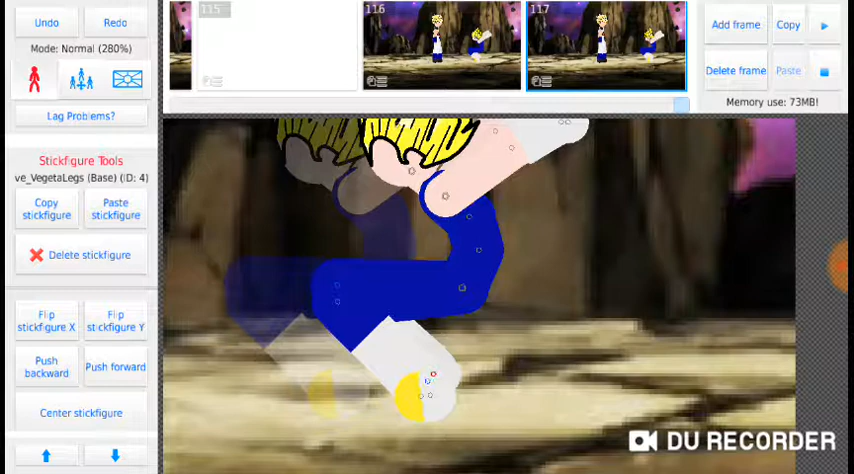 Undo
Redo
Mode: Normal (280%)
Lag Problems?
Stickfigure Tools
ve_VegetaLegs (Base) (ID: 4)
Copy stickfigure
Paste stickfigure
Delete stickfigure
Flip stickfigure X
Flip stickfigure Y
Push backward
Push forward
Center stickfigure
115
116
117
Add frame
Copy
Delete frame
Paste
Memory use: 73MB!
DU RECORDER